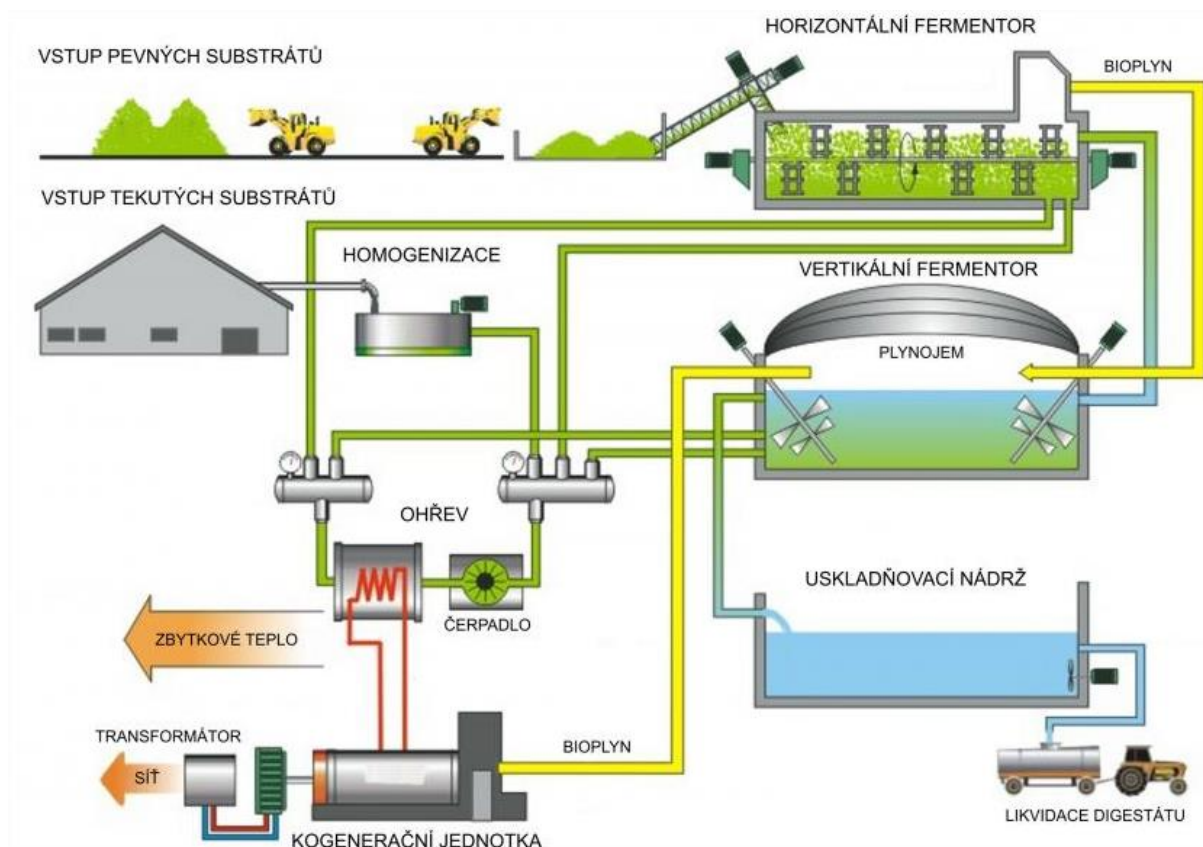 HORIZONTÁLNÍ FERMENTOR
VSTUP PEVNÝCH SUBSTRÁTŮ
BIOPLYN
VSTUP TEKUTÝCH SUBSTRÁTŮ
HOMOGENIZACE
VERTIKÁLNÍ FERMENTOR
PLYNOJEM
OHŘEV
USKLADŇOVACÍ NÁDRŽ
ČERPADLO
ZBYTKOVÉ TEPLO
TRANSFORMÁTOR
BIOPLYN
SÍŤ
LIKVIDACE DIGESTÁTU
KOGENERAČNÍ JEDNOTKA